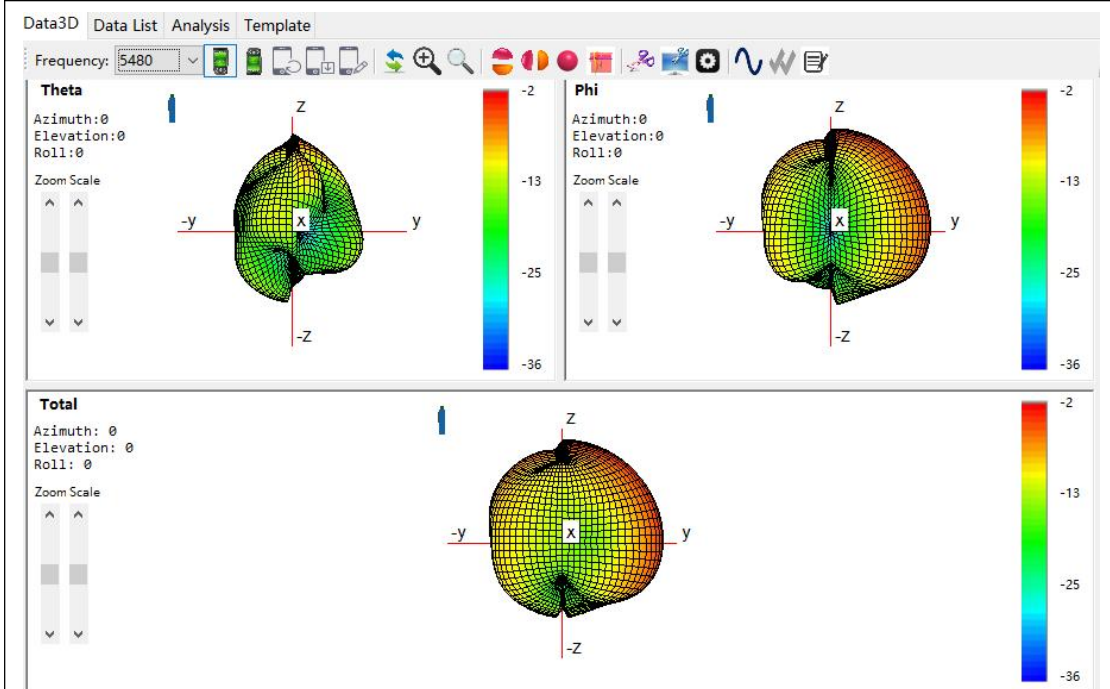 Data3D Data List Analysis Template
Frequency: 5480
Theta
Azimuth:0
Elevation:0
Roll:0
Zoom Scale
Z
-y
X
y
-Z
-2
-13
-25
-36
Phi
Azimuth:0
Elevation:0
Roll:0
Zoom Scale
Z
-y
X
y
-Z
-2
-13
-25
-36
Total
Azimuth: 0
Elevation: 0
Roll: 0
Zoom Scale
Z
-y
X
y
-Z
-2
-13
-25
-36